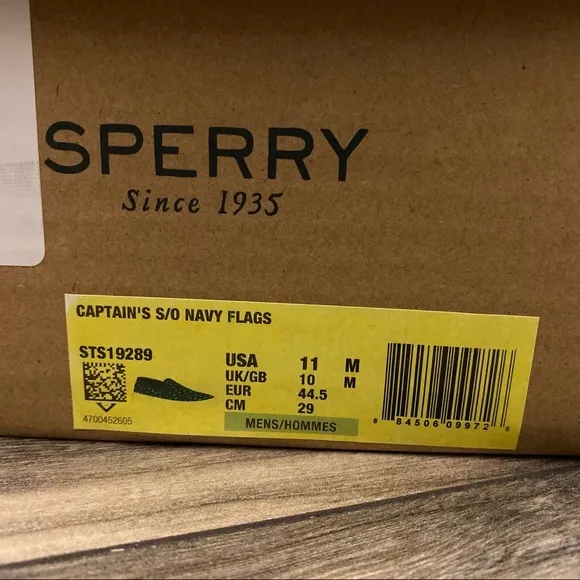 SPERRY
Since 1935
CAPTAIN'S S/O NAVY FLAGS
STS19289
USA 11 M
UK/GB 10 M
EUR 44.5
CM 29
MENS/HOMMES
4700452605
8 84506 09972 6